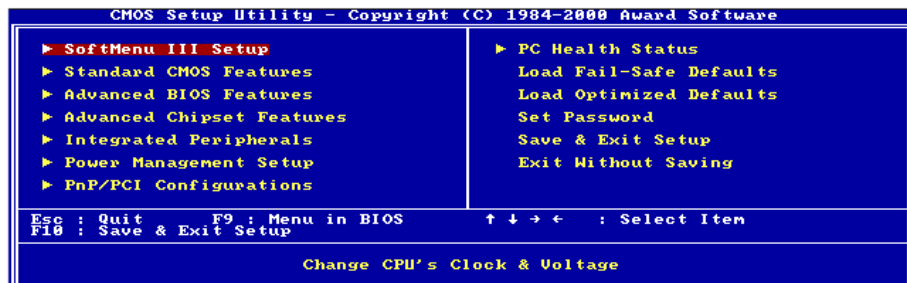 CMOS Setup Utility - Copyright (C) 1984-2000 Award Software
▶ SoftMenu III Setup
▶ Standard CMOS Features
▶ Advanced BIOS Features
▶ Advanced Chipset Features
▶ Integrated Peripherals
▶ Power Management Setup
▶ PnP/PCI Configurations
▶ PC Health Status
Load Fail-Safe Defaults
Load Optimized Defaults
Set Password
Save & Exit Setup
Exit Without Saving
Esc : Quit F9 : Menu in BIOS ↑ ↓ → ← : Select Item
F10 : Save & Exit Setup
Change CPU's Clock & Voltage